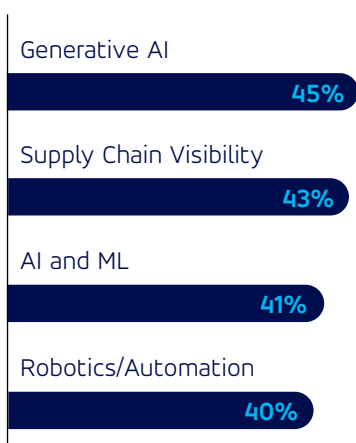 Generative AI
45%
Supply Chain Visibility
43%
AI and ML
41%
Robotics/Automation
40%